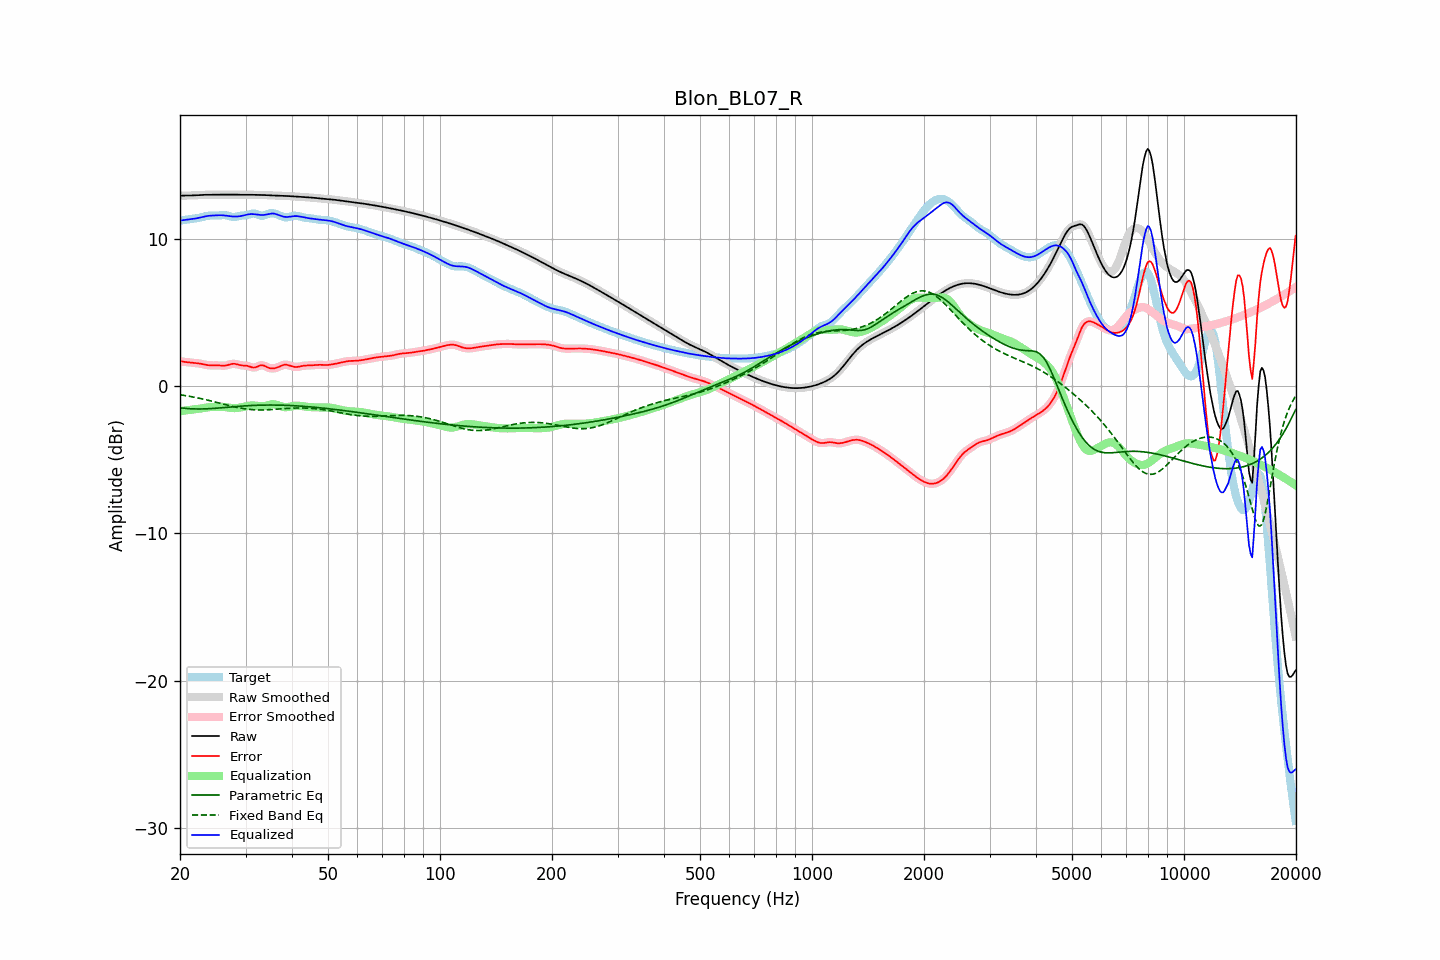 Blon_BL07_R
Amplitude (dBr)
10
0
−10
−20
−30
Target
Raw Smoothed
Error Smoothed
Raw
Error
Equalization
Parametric Eq
Fixed Band Eq
Equalized
20 50 100 200 500 1000 2000 5000 10000 20000
Frequency (Hz)